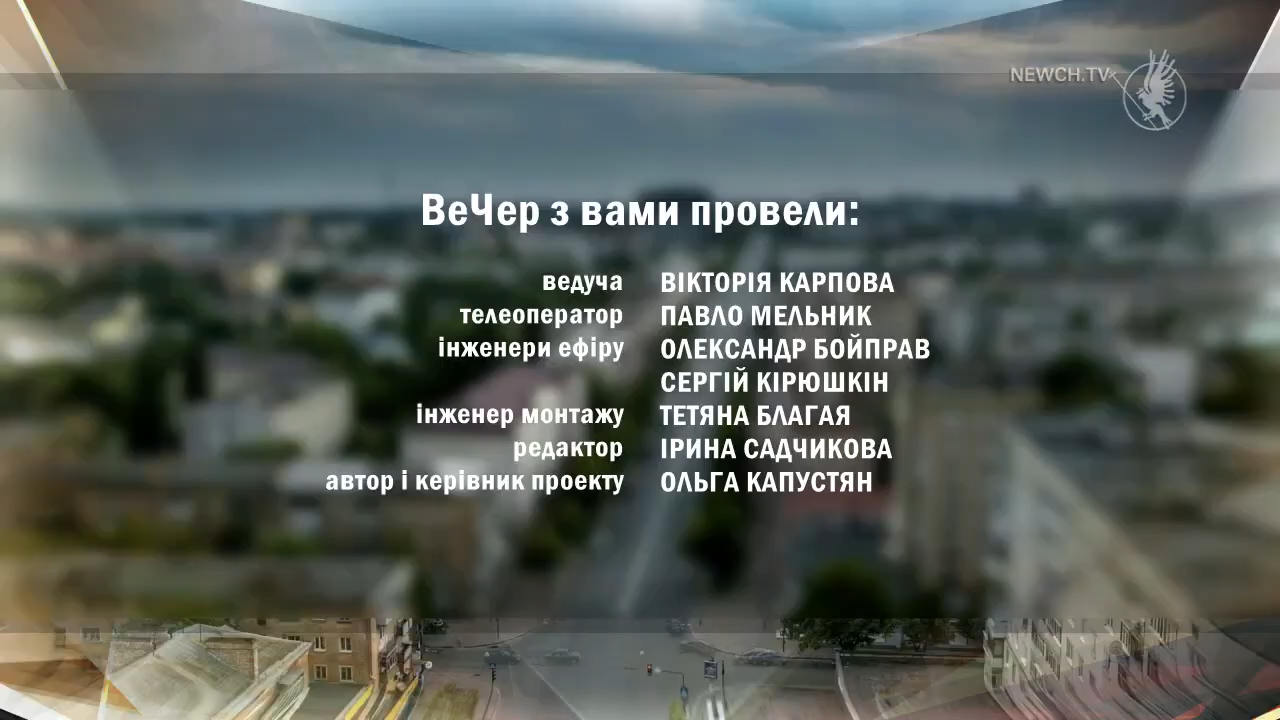 NEWCH.TV
ВеЧер з вами провели:
ведуча ВІКТОРІЯ КАРПОВА
телеоператор ПАВЛО МЕЛЬНИК
інженери ефіру ОЛЕКСАНДР БОЙПРАВ
СЕРГІЙ КІРЮШКІН
інженер монтажу ТЕТЯНА БЛАГАЯ
редактор ІРИНА САДЧИКОВА
автор і керівник проекту ОЛЬГА КАПУСТЯН